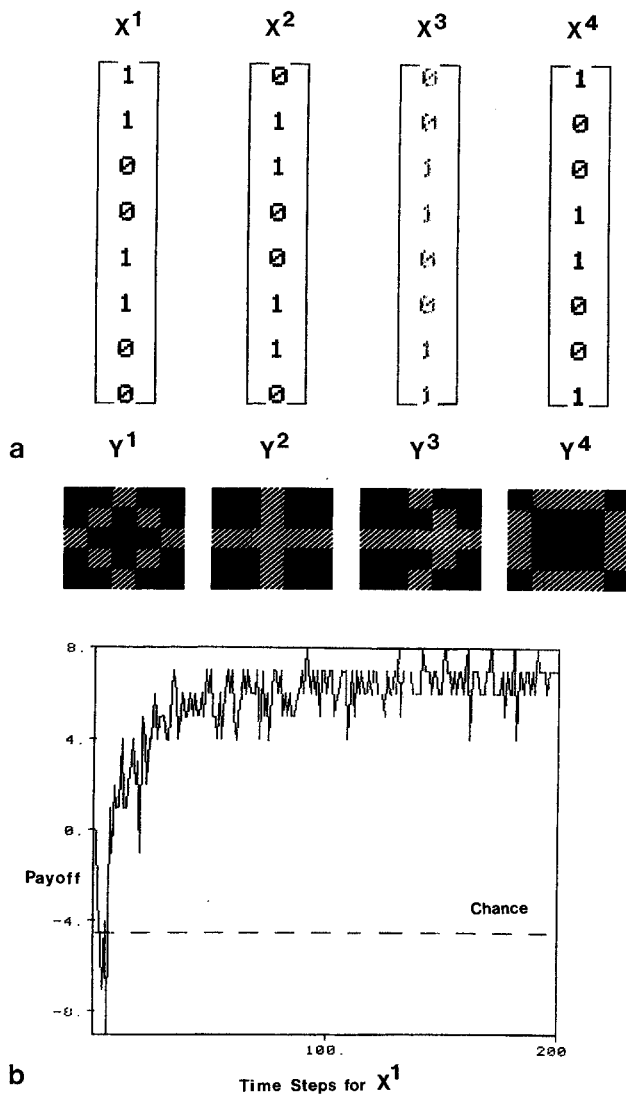 X¹ X² X³ X⁴
1 0 0 1
1 1 0 0
0 1 1 0
0 0 1 1
1 0 0 1
1 1 0 0
0 1 1 0
0 0 1 1
a Y¹ Y² Y³ Y⁴
8.
4.
0.
Payoff
Chance
-4.
-8.
100. 200
b Time Steps for X¹